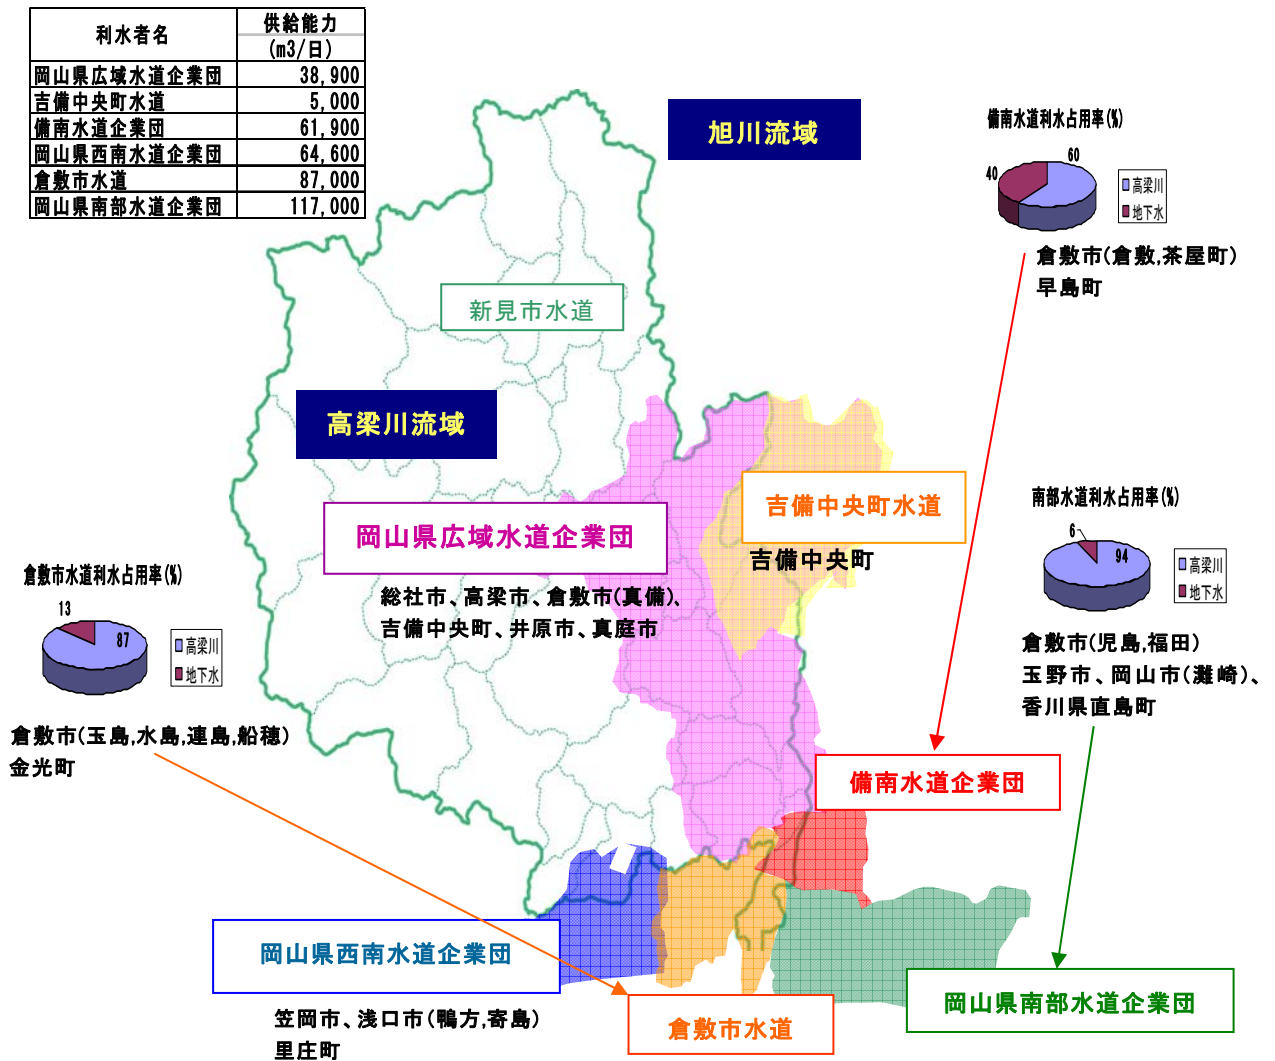 利水者名 供給能力
(m3/日)
岡山県広域水道企業団 38,900
吉備中央町水道 5,000
備南水道企業団 61,900
岡山県西南水道企業団 64,600
倉敷市水道 87,000
岡山県南部水道企業団 117,000
旭川流域
備南水道利水占用率(%)
60
40
高梁川
地下水
倉敷市(倉敷,茶屋町)
早島町
新見市水道
高梁川流域
吉備中央町水道
吉備中央町
南部水道利水占用率(%)
6
94
高梁川
地下水
岡山県広域水道企業団
総社市、高梁市、倉敷市(真備)、
吉備中央町、井原市、真庭市
倉敷市水道利水占用率(%)
13
87
高梁川
地下水
倉敷市(児島,福田)
玉野市、岡山市(灘崎)、
香川県直島町
倉敷市(玉島,水島,連島,船穂)
金光町
備南水道企業団
岡山県西南水道企業団
岡山県南部水道企業団
笠岡市、浅口市(鴨方,寄島)
里庄町
倉敷市水道